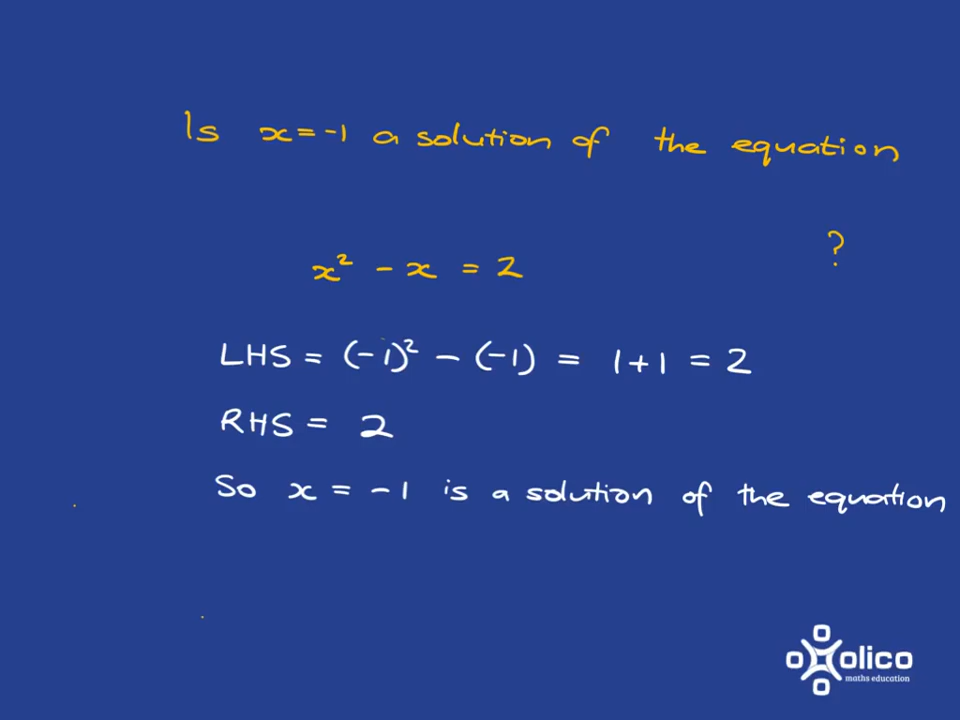 Is x = -1 a solution of the equation
x² - x = 2 ?
LHS = (-1)² - (-1) = 1 + 1 = 2
RHS = 2
So x = -1 is a solution of the equation
olico
maths education